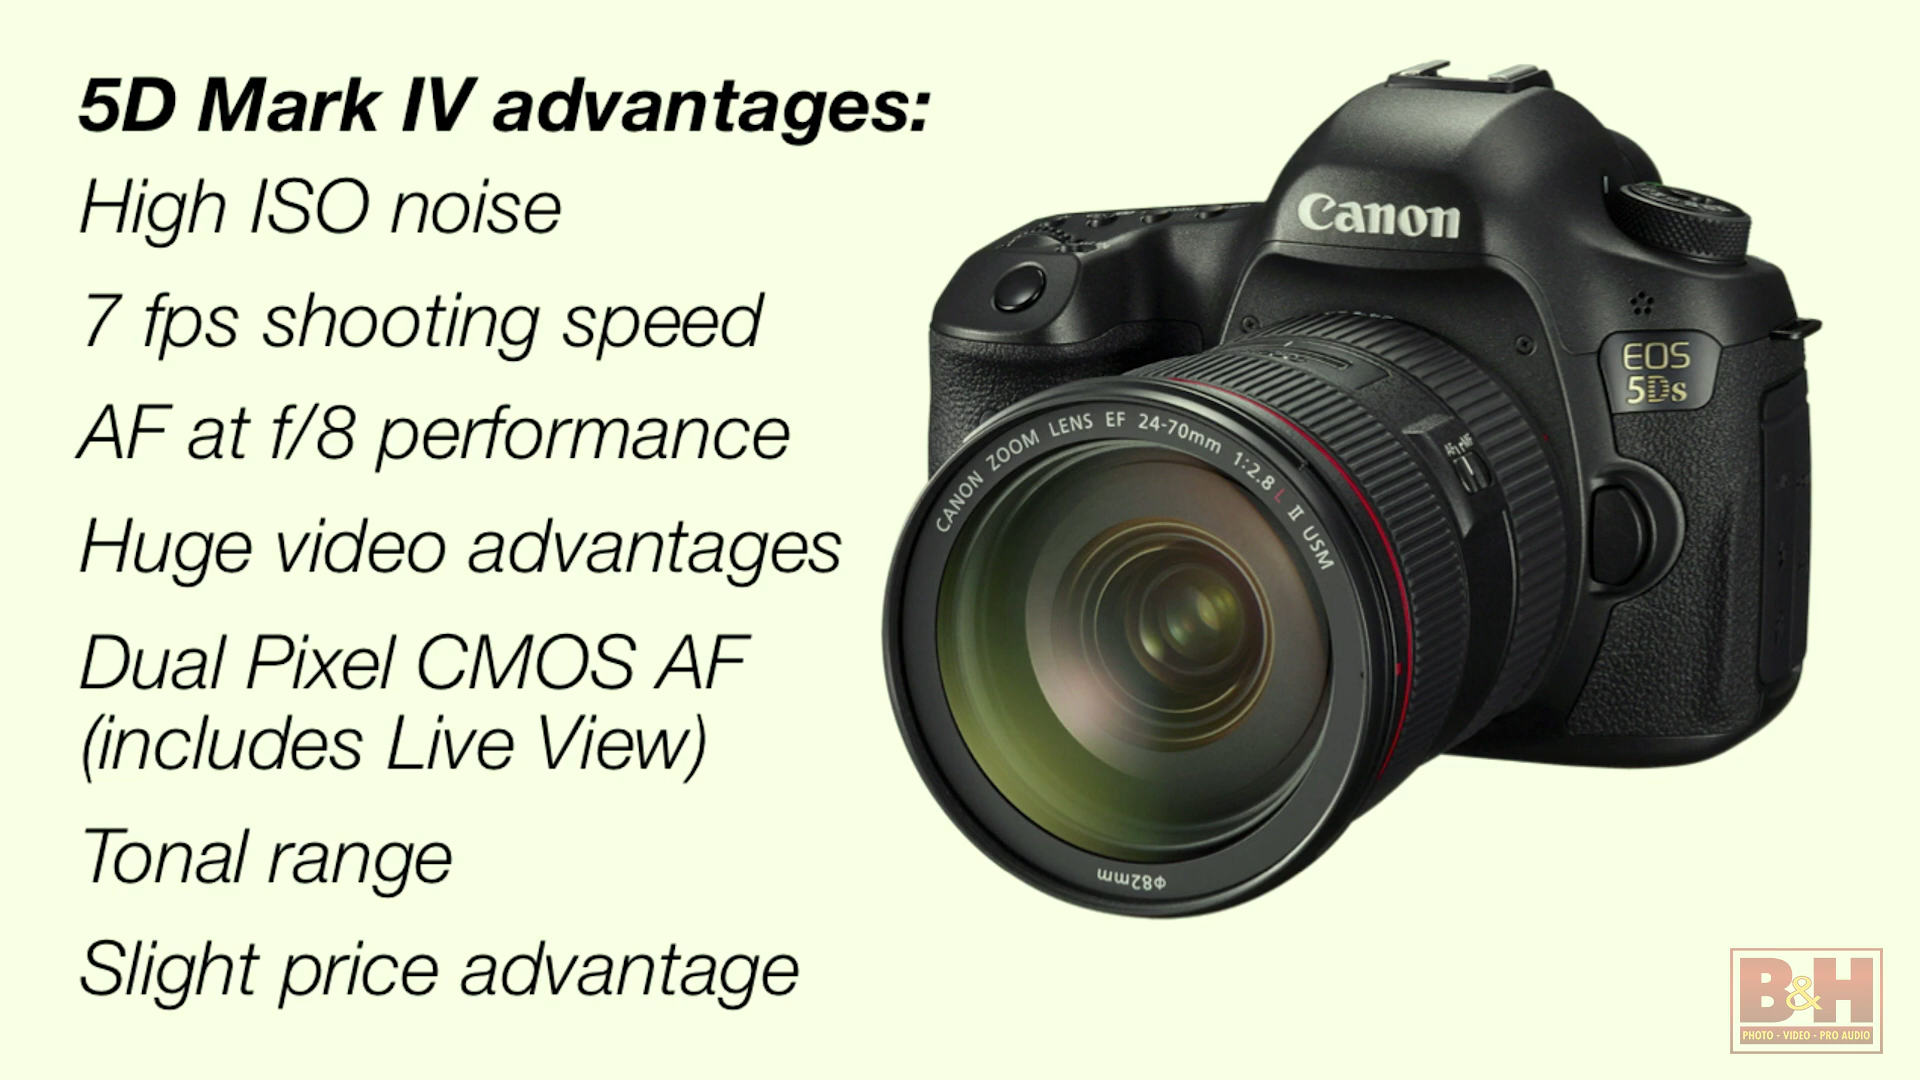 5D Mark IV advantages:
High ISO noise
7 fps shooting speed
AF at f/8 performance
Huge video advantages
Dual Pixel CMOS AF
(includes Live View)
Tonal range
Slight price advantage
Canon
EOS
5Ds
CANON ZOOM LENS EF 24-70mm 1:2.8 L II USM
AF MF
Φ82mm
B&H
PHOTO - VIDEO - PRO AUDIO